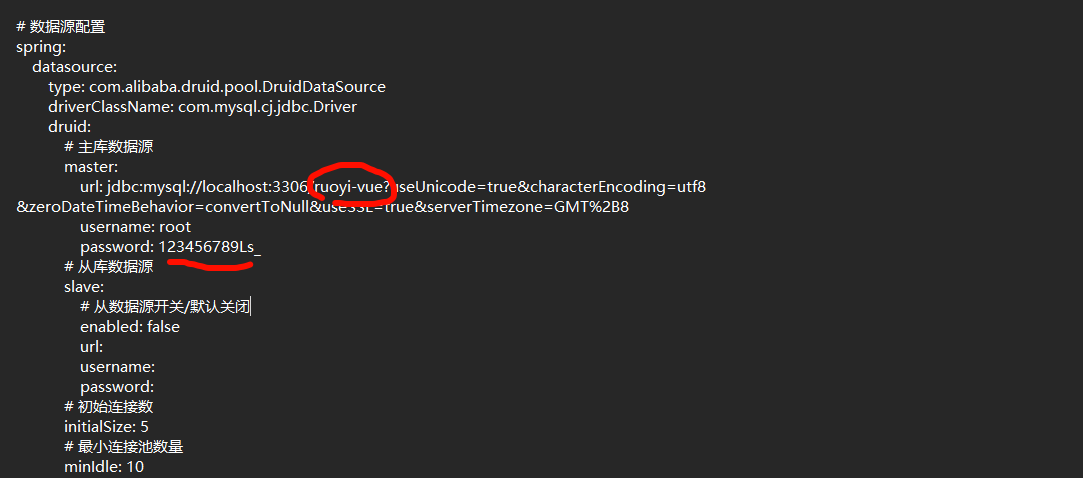 # 数据源配置
spring:
datasource:
type: com.alibaba.druid.pool.DruidDataSource
driverClassName: com.mysql.cj.jdbc.Driver
druid:
# 主库数据源
master:
url: jdbc:mysql://localhost:3306/ruoyi-vue?useUnicode=true&characterEncoding=utf8
&zeroDateTimeBehavior=convertToNull&useSSL=true&serverTimezone=GMT%2B8
username: root
password: 123456789Ls_
# 从库数据源
slave:
# 从数据源开关/默认关闭
enabled: false
url:
username:
password:
# 初始连接数
initialSize: 5
# 最小连接池数量
minIdle: 10